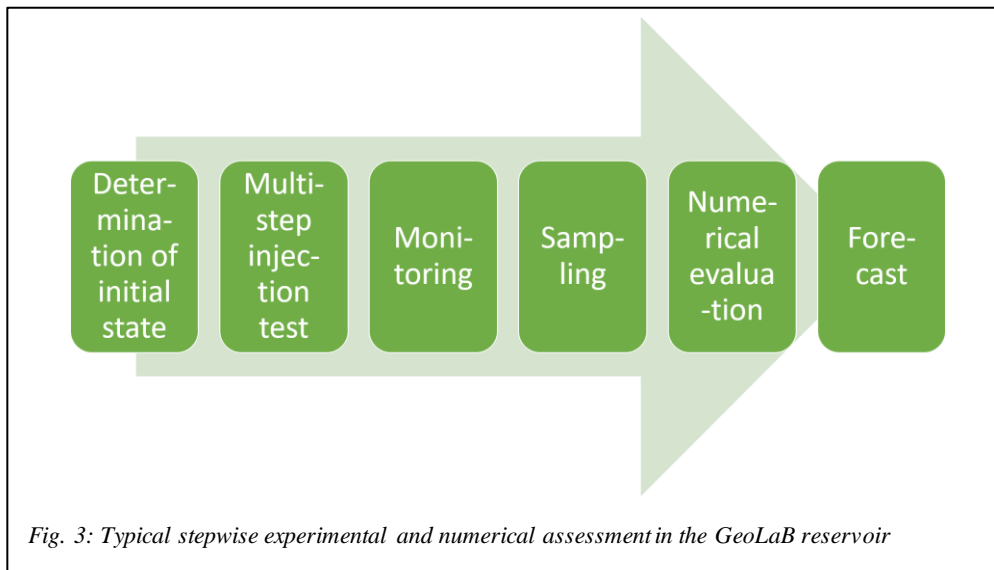 Deter-
mina-
tion of
initial
state
Multi-
step
injec-
tion
test
Moni-
toring
Samp-
ling
Nume-
rical
evalua
-tion
Fore-
cast
Fig. 3: Typical stepwise experimental and numerical assessment in the GeoLaB reservoir